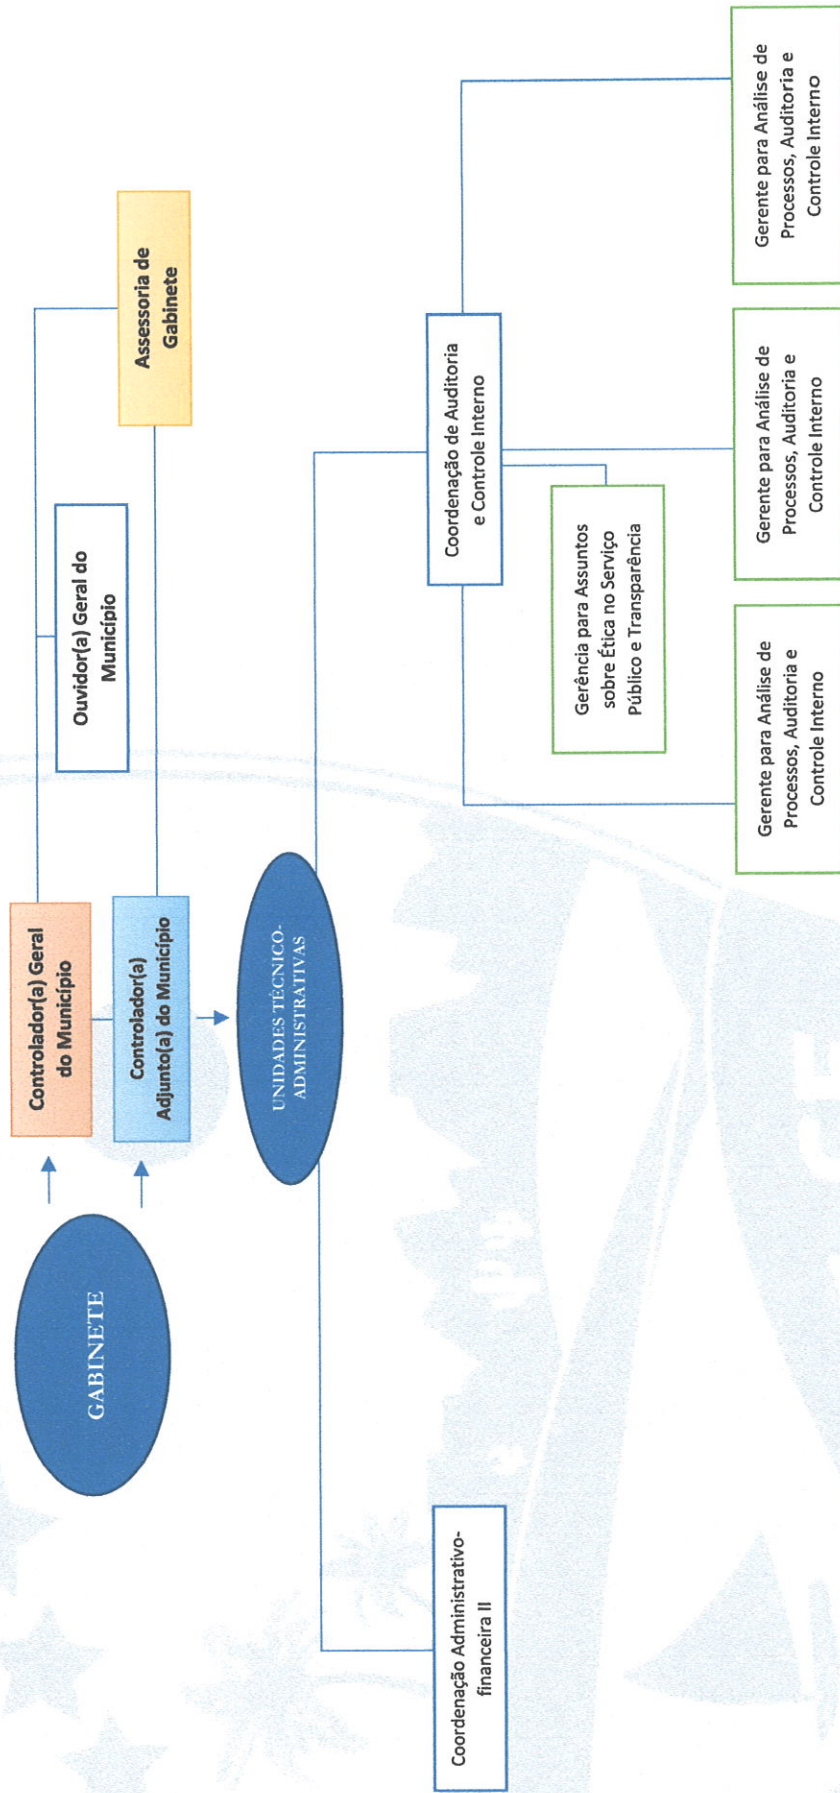 GABINETE
Controlador(a) Geral
do Município
Controlador(a)
Adjunto(a) do Município
Ouvidor(a) Geral do
Município
Assessoria de
Gabinete
UNIDADES TÉCNICO-
ADMINISTRATIVAS
Coordenação Administrativo-
financeira II
Coordenação de Auditoria
e Controle Interno
Gerência para Assuntos
sobre Ética no Serviço
Público e Transparência
Gerente para Análise de
Processos, Auditoria e
Controle Interno
Gerente para Análise de
Processos, Auditoria e
Controle Interno
Gerente para Análise de
Processos, Auditoria e
Controle Interno